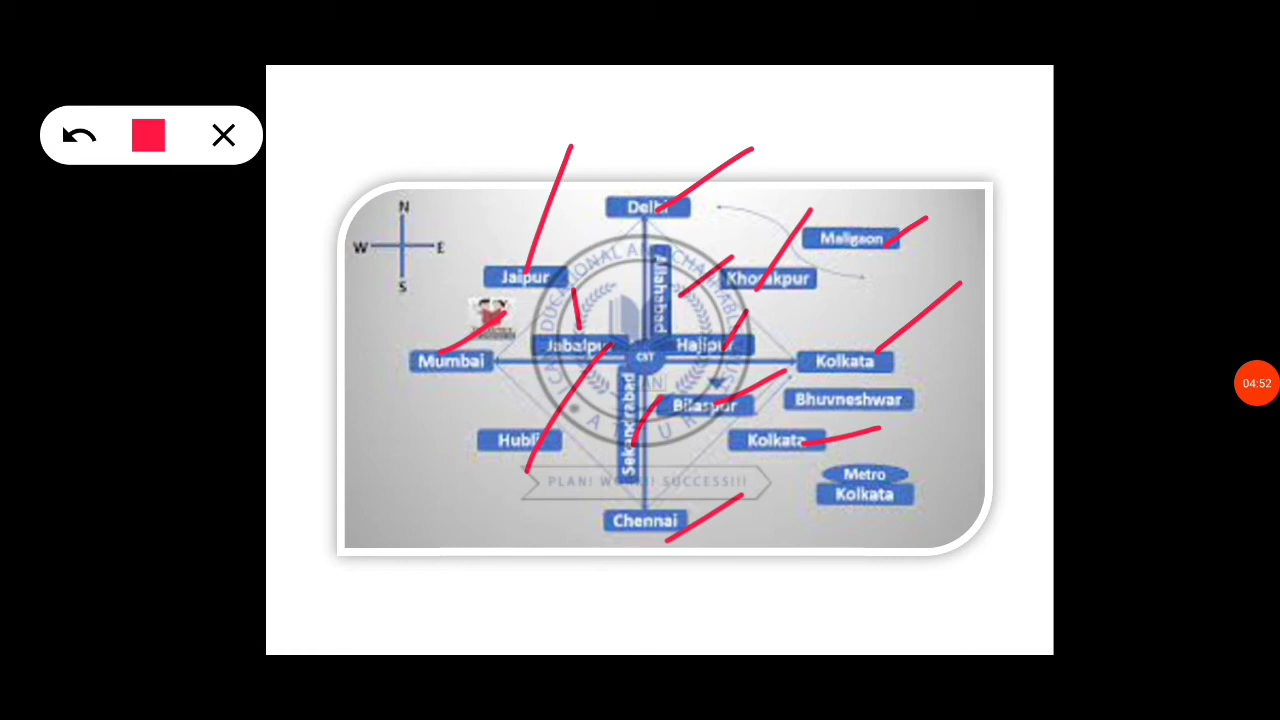 N
Delhi
W E
Maligaon
Jaipur
Allahabad
Khorakpur
S
Jabalpur
Hajipur
CST
Mumbai
Kolkata
Sekandrabad
Bilaspur
Bhuvneshwar
Hubli
Kolkata
Metro
PLAN! WORK! SUCCESS!!!
Kolkata
Chennai
04:52